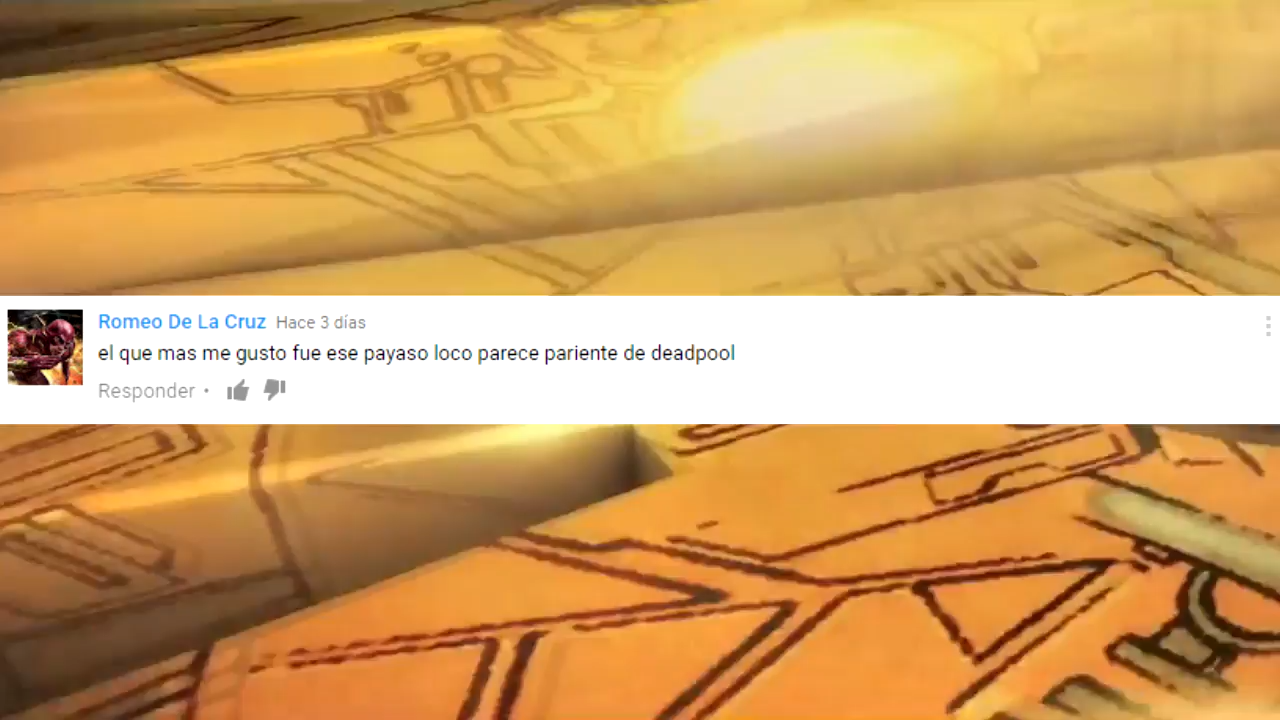 Romeo De La Cruz Hace 3 días
el que mas me gusto fue ese payaso loco parece pariente de deadpool
Responder •